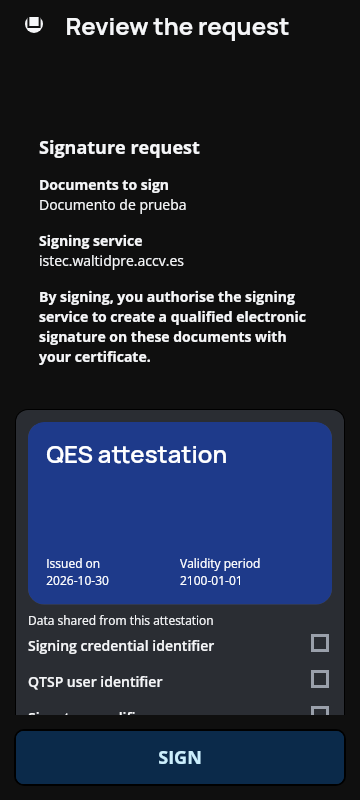 Review the request
Signature request
Documents to sign
Documento de prueba
Signing service
istec.waltidpre.accv.es
By signing, you authorise the signing
service to create a qualified electronic
signature on these documents with
your certificate.
QES attestation
Issued on
2026-10-30
Validity period
2100-01-01
Data shared from this attestation
Signing credential identifier
QTSP user identifier
SIGN